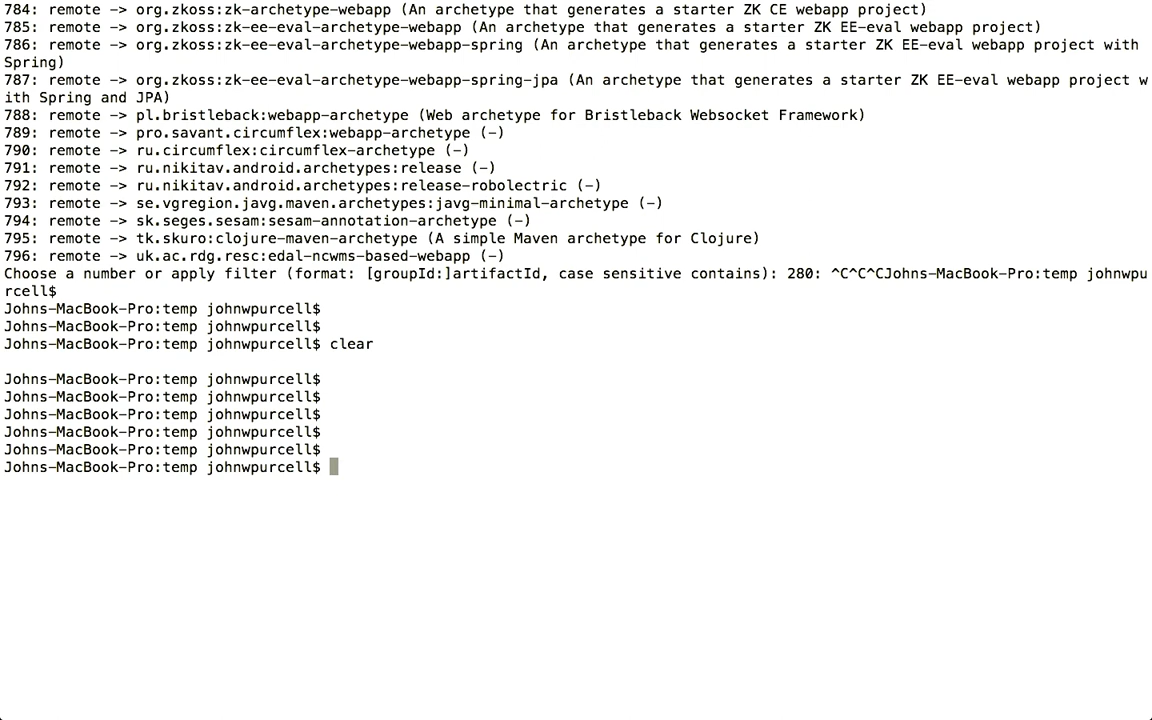 784: remote -> org.zkoss:zk-archetype-webapp (An archetype that generates a starter ZK CE webapp project)
785: remote -> org.zkoss:zk-ee-eval-archetype-webapp (An archetype that generates a starter ZK EE-eval webapp project)
786: remote -> org.zkoss:zk-ee-eval-archetype-webapp-spring (An archetype that generates a starter ZK EE-eval webapp project with
Spring)
787: remote -> org.zkoss:zk-ee-eval-archetype-webapp-spring-jpa (An archetype that generates a starter ZK EE-eval webapp project w
ith Spring and JPA)
788: remote -> pl.bristleback:webapp-archetype (Web archetype for Bristleback Websocket Framework)
789: remote -> pro.savant.circumflex:webapp-archetype (-)
790: remote -> ru.circumflex:circumflex-archetype (-)
791: remote -> ru.nikitav.android.archetypes:release (-)
792: remote -> ru.nikitav.android.archetypes:release-robolectric (-)
793: remote -> se.vgregion.javg.maven.archetypes:javg-minimal-archetype (-)
794: remote -> sk.seges.sesam:sesam-annotation-archetype (-)
795: remote -> tk.skuro:clojure-maven-archetype (A simple Maven archetype for Clojure)
796: remote -> uk.ac.rdg.resc:edal-ncwms-based-webapp (-)
Choose a number or apply filter (format: [groupId:]artifactId, case sensitive contains): 280: ^C^C^CJohns-MacBook-Pro:temp johnwpu
rcell$
Johns-MacBook-Pro:temp johnwpurcell$
Johns-MacBook-Pro:temp johnwpurcell$
Johns-MacBook-Pro:temp johnwpurcell$ clear
Johns-MacBook-Pro:temp johnwpurcell$
Johns-MacBook-Pro:temp johnwpurcell$
Johns-MacBook-Pro:temp johnwpurcell$
Johns-MacBook-Pro:temp johnwpurcell$
Johns-MacBook-Pro:temp johnwpurcell$
Johns-MacBook-Pro:temp johnwpurcell$